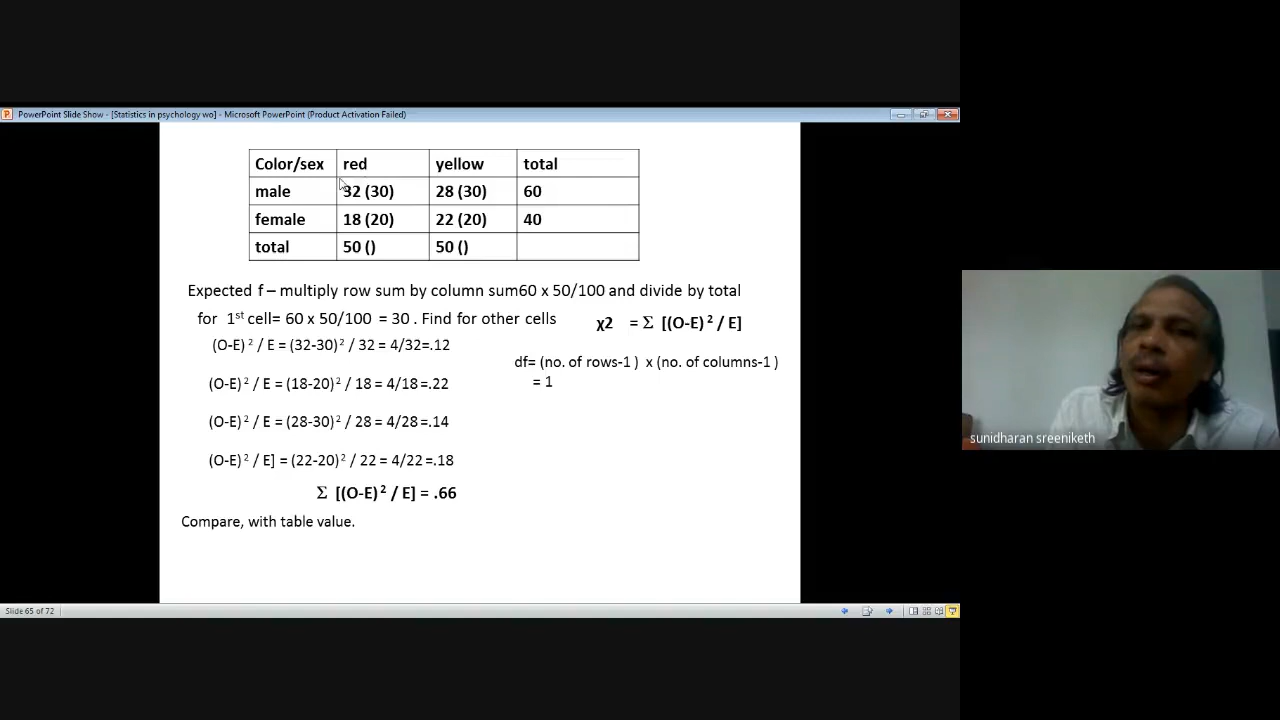 PowerPoint Slide Show - [Statistics in psychology wo] - Microsoft PowerPoint (Product Activation Failed)
Color/sex red yellow total
male 32 (30) 28 (30) 60
female 18 (20) 22 (20) 40
total 50 () 50 ()
Expected f – multiply row sum by column sum60 x 50/100 and divide by total
for 1st cell= 60 x 50/100 = 30 . Find for other cells
χ2 = Σ [(O-E) 2 / E]
(O-E) 2 / E = (32-30)2 / 32 = 4/32=.12
df= (no. of rows-1 ) x (no. of columns-1 )
= 1
(O-E) 2 / E = (18-20)2 / 18 = 4/18=.22
(O-E) 2 / E = (28-30)2 / 28 = 4/28=.14
(O-E) 2 / E] = (22-20)2 / 22 = 4/22=.18
Σ [(O-E) 2 / E] = .66
Compare, with table value.
sunidharan sreeniketh
Slide 65 of 72